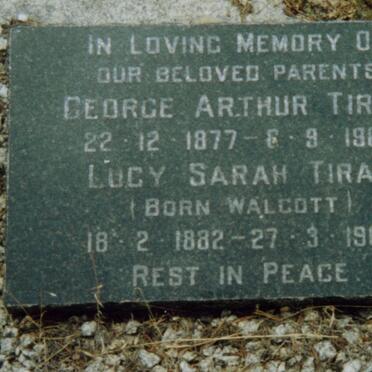 IN LOVING MEMORY O
OUR BELOVED PARENTS
GEORGE ARTHUR TIR
22 · 12 · 1877 – 8 · 9 · 19
LUCY SARAH TIRA
(BORN WALCOTT)
18 · 2 · 1882 – 27 · 3 · 19
REST IN PEACE